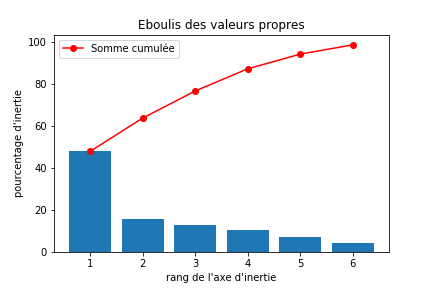 Eboulis des valeurs propres
Somme cumulée
100
80
60
40
20
0
pourcentage d'inertie
1 2 3 4 5 6
rang de l'axe d'inertie